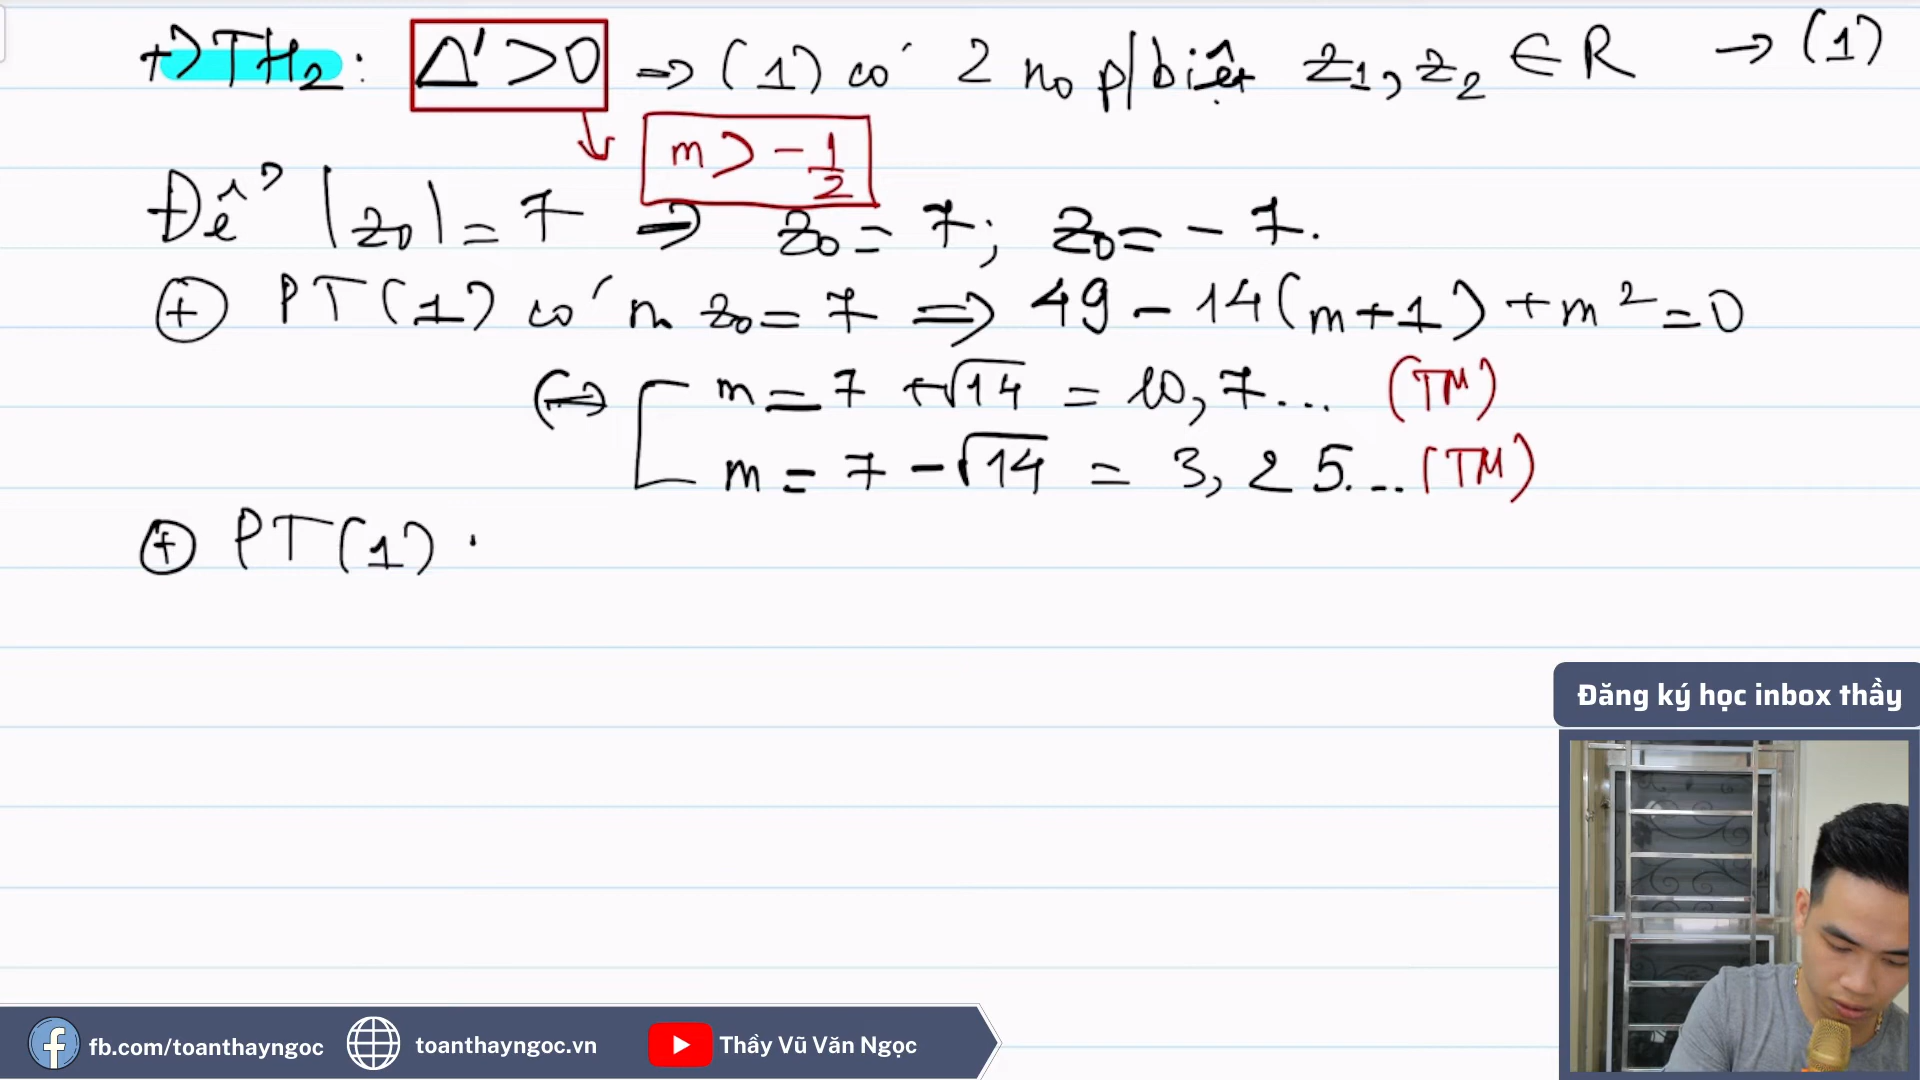 +) TH2: Δ' > 0 => (1) có 2 no p/biệt z1, z2 ∈ R → (1)
m > -1/2
Để |z0| = 7 => z0 = 7; z0 = -7.
⊕ PT(1) có n z0 = 7 => 49 - 14(m+1) + m² = 0
<=> [ m = 7 + √14 = 10,7... (TM)
m = 7 - √14 = 3,25... (TM)
⊕ PT(1)
Đăng ký học inbox thầy
fb.com/toanthayngoc toanthayngoc.vn Thầy Vũ Văn Ngọc